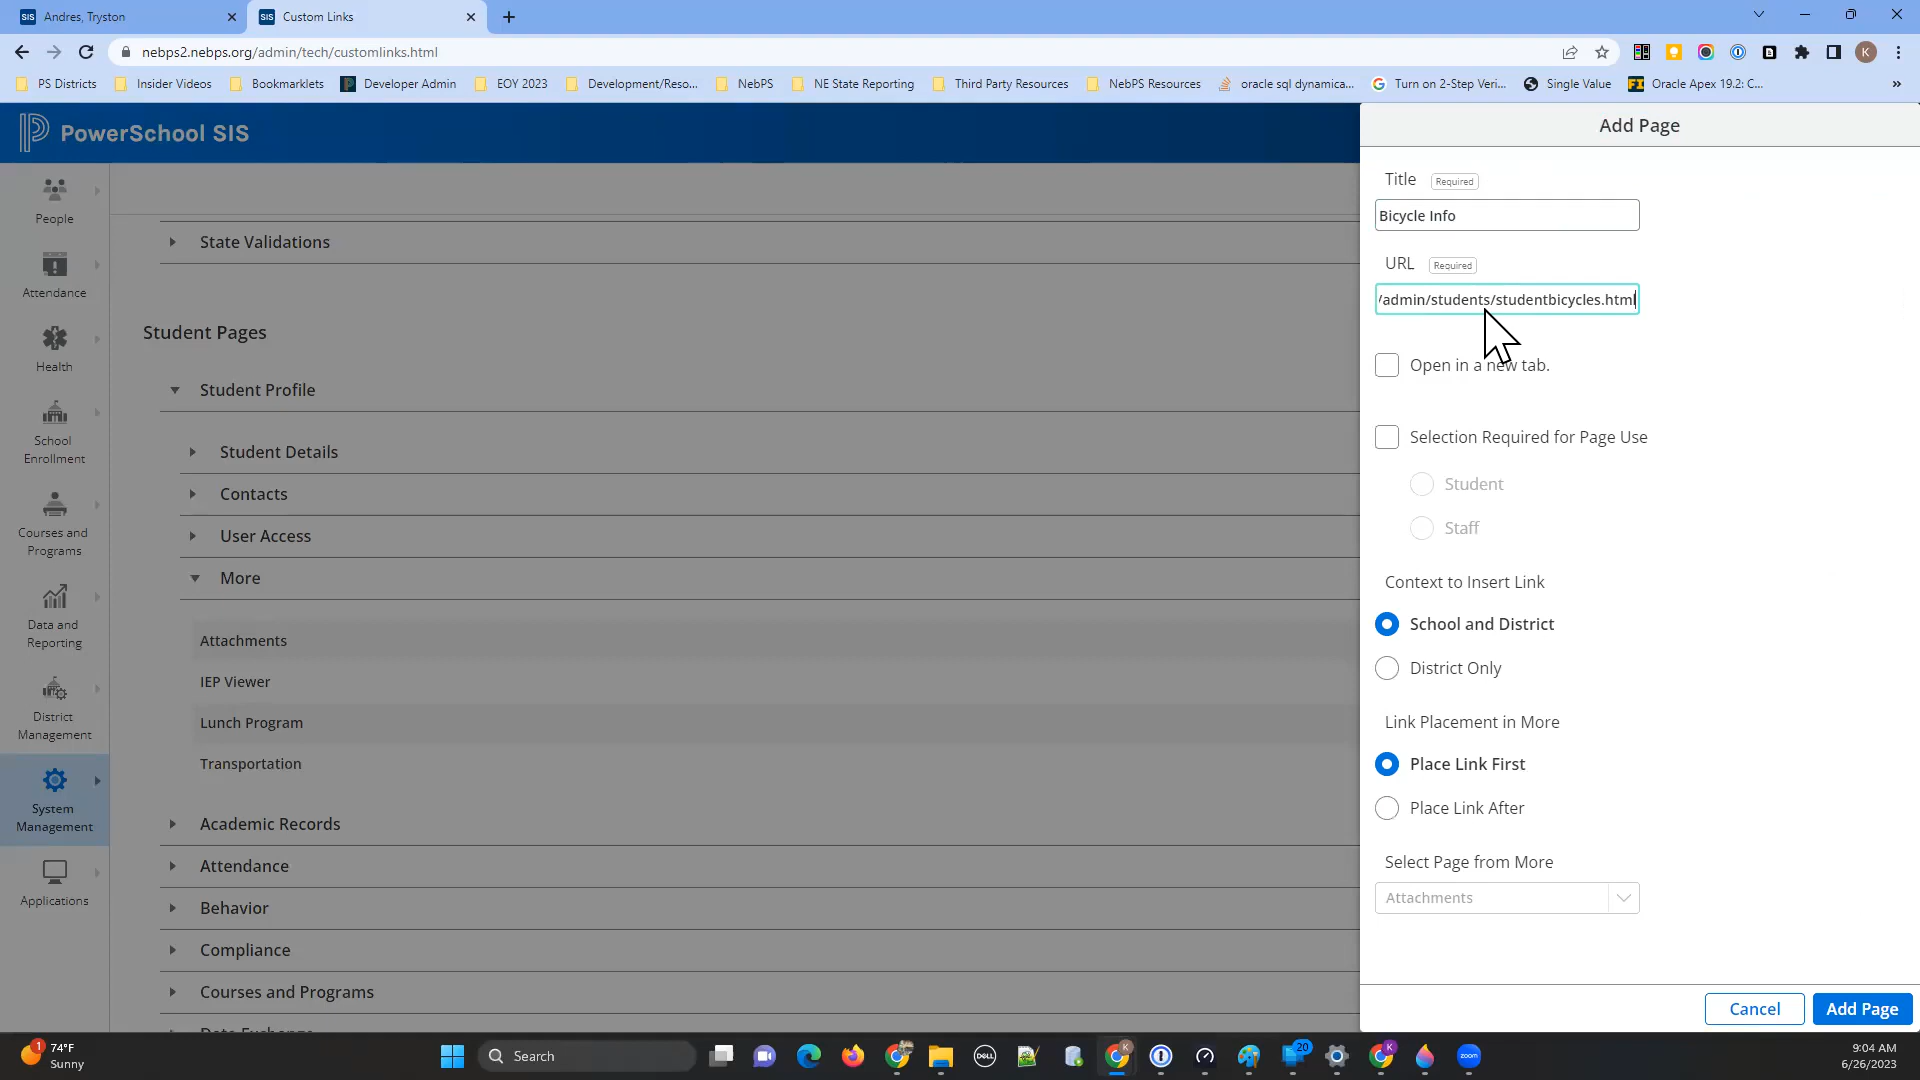 Andres, Tryston
Custom Links
nebps2.nebps.org/admin/tech/customlinks.html
K
PS Districts
Insider Videos
Bookmarklets
Developer Admin
EOY 2023
Development/Reso...
NebPS
NE State Reporting
Third Party Resources
NebPS Resources
oracle sql dynamica...
Turn on 2-Step Veri...
Single Value
Oracle Apex 19.2: C...
»
PowerSchool SIS
People
Attendance
Health
School
Enrollment
Courses and
Programs
Data and
Reporting
District
Management
System
Management
Applications
State Validations
Student Pages
Student Profile
Student Details
Contacts
User Access
More
Attachments
IEP Viewer
Lunch Program
Transportation
Academic Records
Attendance
Behavior
Compliance
Courses and Programs
Data Exchange
Add Page
Title Required
Bicycle Info
URL Required
/admin/students/studentbicycles.html
Open in a new tab.
Selection Required for Page Use
Student
Staff
Context to Insert Link
School and District
District Only
Link Placement in More
Place Link First
Place Link After
Select Page from More
Attachments
Cancel
Add Page
1
74°F
Sunny
Search
DELL
K
20
K
zoom
9:04 AM
6/26/2023